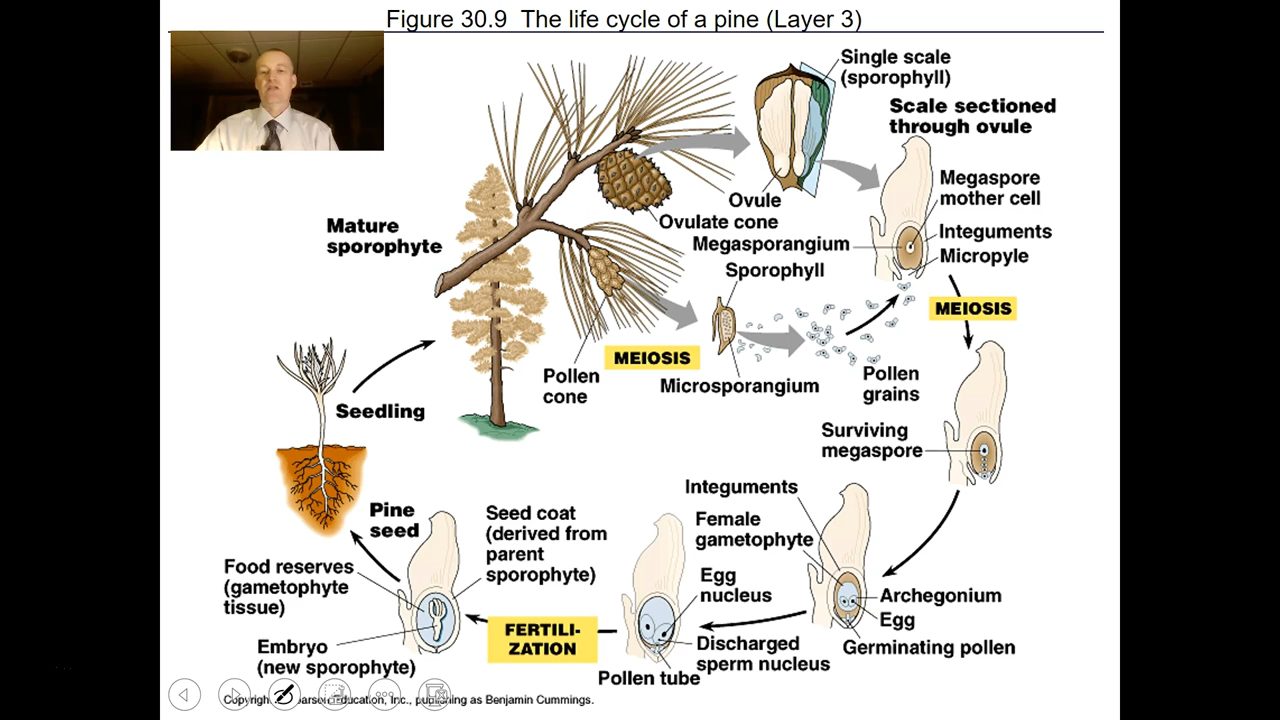 Figure 30.9 The life cycle of a pine (Layer 3)
Single scale
(sporophyll)
Scale sectioned
through ovule
Megaspore
mother cell
Ovule
Ovulate cone
Mature
sporophyte
Integuments
Megasporangium
Micropyle
Sporophyll
MEIOSIS
MEIOSIS
Pollen
cone
Microsporangium
Pollen
grains
Seedling
Surviving
megaspore
Integuments
Pine
seed
Seed coat
(derived from
parent
sporophyte)
Female
gametophyte
Food reserves
(gametophyte
tissue)
Egg
nucleus
Archegonium
Egg
FERTILI-
ZATION
Embryo
(new sporophyte)
Discharged
sperm nucleus
Germinating pollen
Pollen tube
Education, Inc., publishing as Benjamin Cummings.